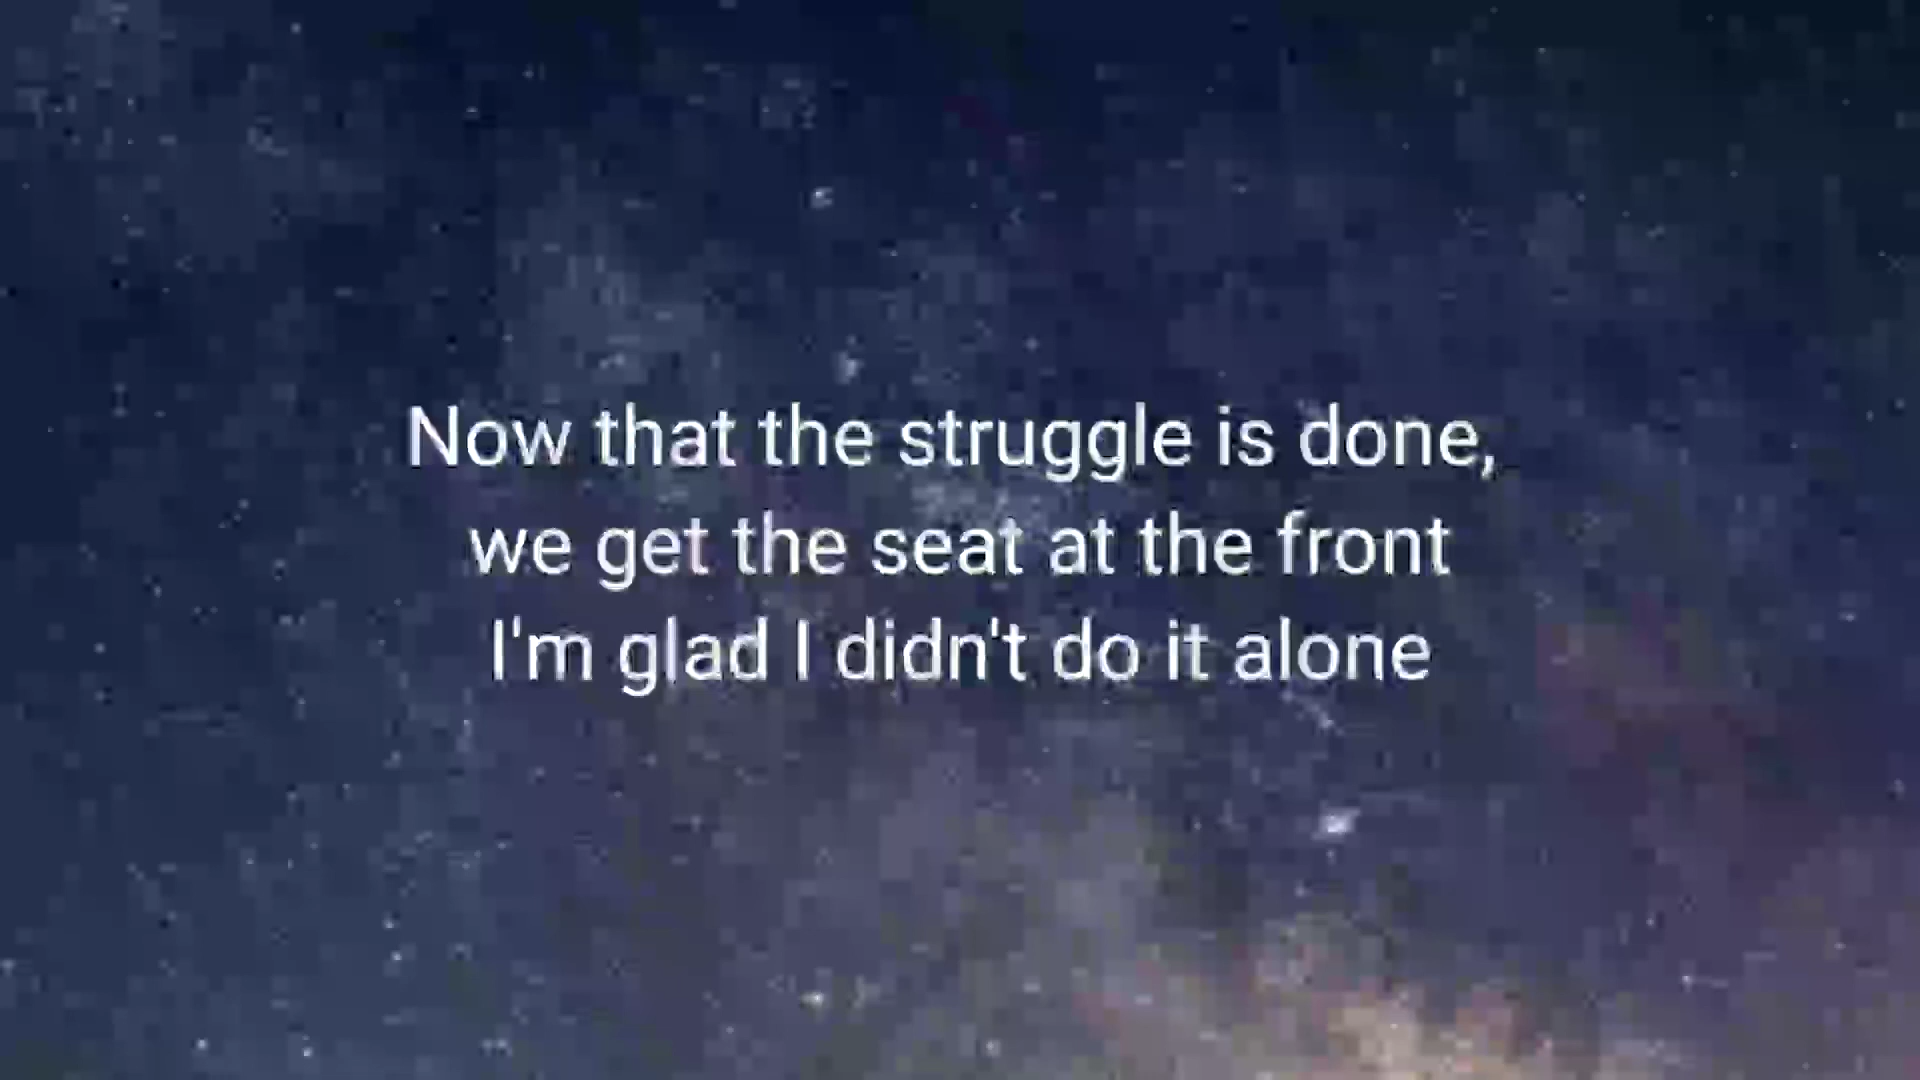 Now that the struggle is done,
we get the seat at the front
I'm glad I didn't do it alone